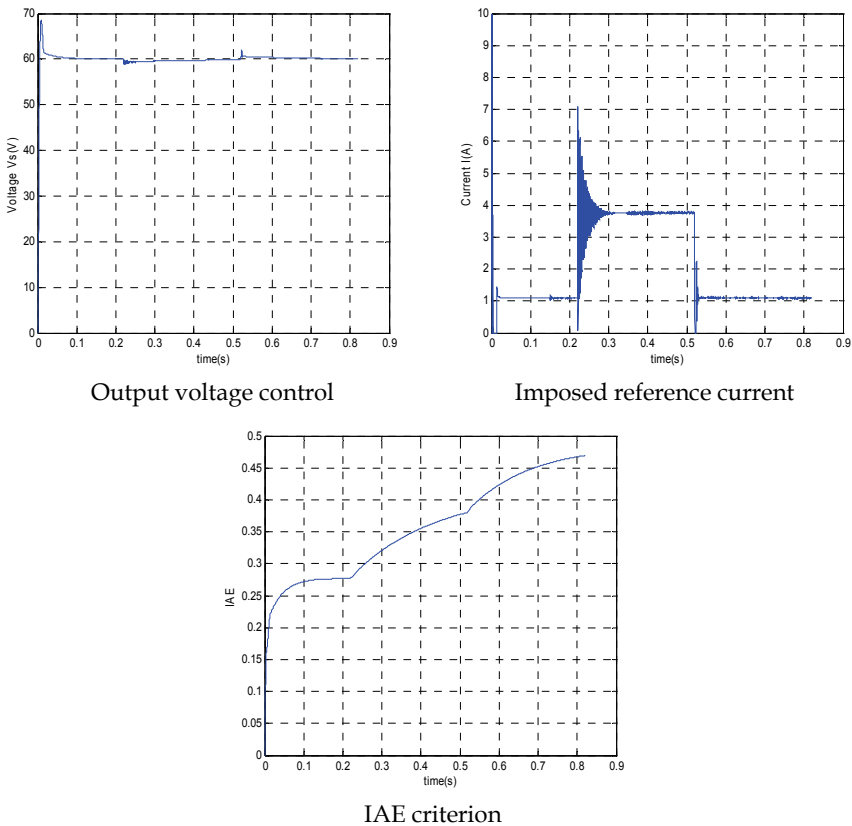 70
60
50
40
30
20
10
0
Voltage Vs(V)
0 0.1 0.2 0.3 0.4 0.5 0.6 0.7 0.8 0.9
time(s)
Output voltage control
10
9
8
7
6
5
4
3
2
1
0
Current I(A)
0 0.1 0.2 0.3 0.4 0.5 0.6 0.7 0.8 0.9
time(s)
Imposed reference current
0.5
0.45
0.4
0.35
0.3
0.25
0.2
0.15
0.1
0.05
0
IAE
0 0.1 0.2 0.3 0.4 0.5 0.6 0.7 0.8 0.9
time(s)
IAE criterion